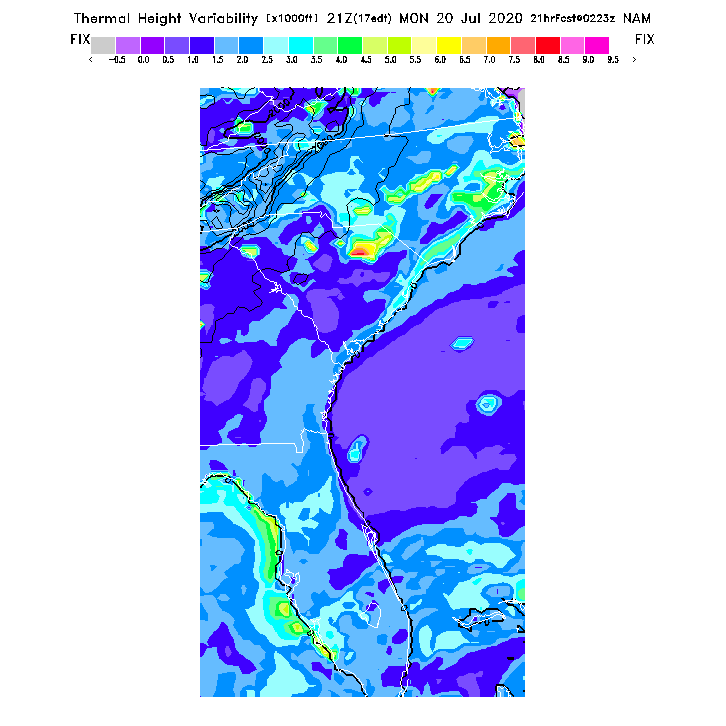 Thermal Height Variability [x1000ft] 21Z(17edt) MON 20 Jul 2020 21hrFcst@0223z NAM
FIX FIX
< -0.5 0.0 0.5 1.0 1.5 2.0 2.5 3.0 3.5 4.5 5.0 5.5 6.0 6.5 7.0 7.5 8.0 8.5 9.0 9.5 >